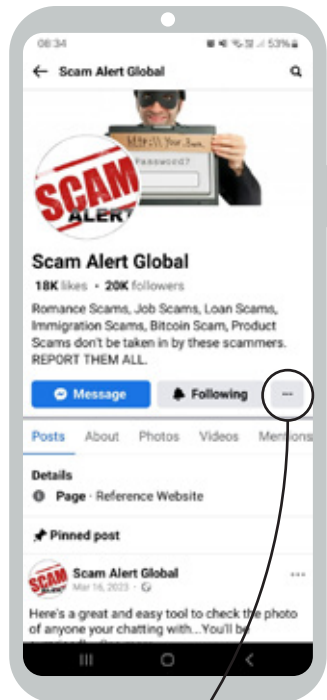 08:34
53%
Scam Alert Global
http:\\Your.Bank
Password?
SCAM
ALERT
Scam Alert Global
18K likes • 20K followers
Romance Scams, Job Scams, Loan Scams,
Immigration Scams, Bitcoin Scam, Product
Scams don't be taken in by these scammers.
REPORT THEM ALL.
Message
Following
Posts About Photos Videos Mentions
Details
Page · Reference Website
Pinned post
SCAM
Scam Alert Global
Mar 16, 2023
Here's a great and easy tool to check the photo
of anyone your chatting with...You'll be